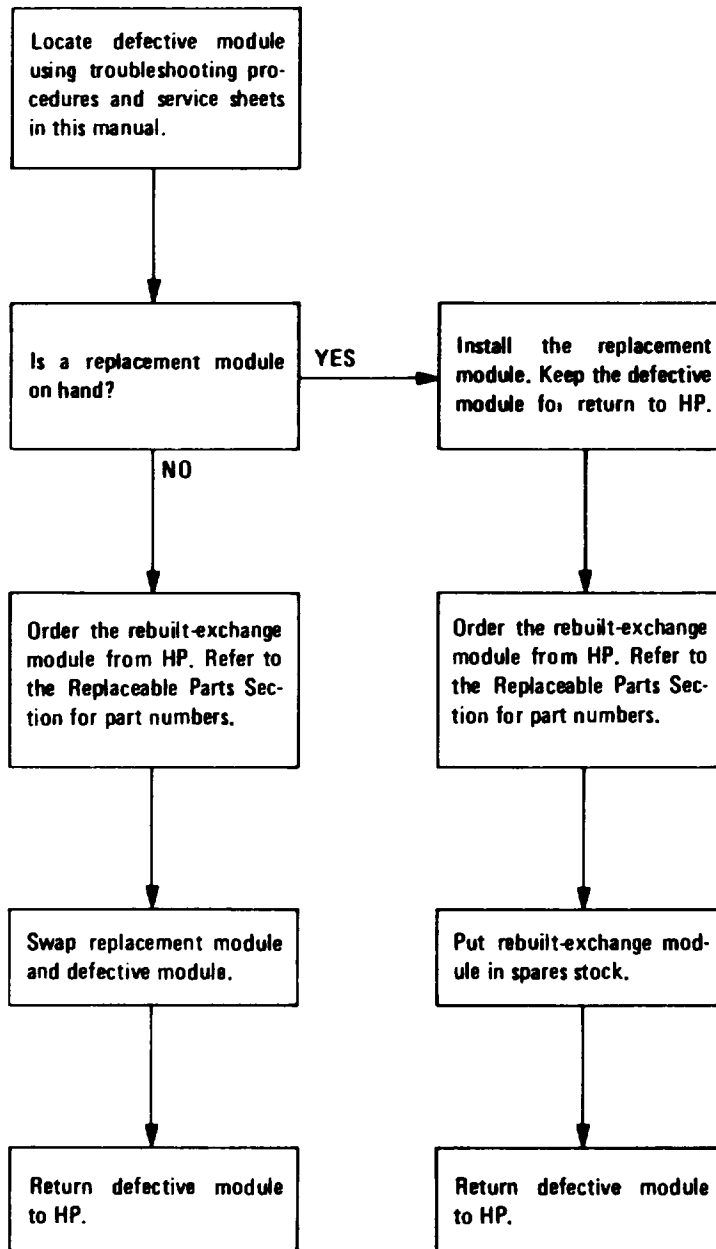 Locate defective module
using troubleshooting pro-
cedures and service sheets
in this manual.
Is a replacement module
on hand?
YES
Install the replacement
module. Keep the defective
module for return to HP.
NO
Order the rebuilt-exchange
module from HP. Refer to
the Replaceable Parts Sec-
tion for part numbers.
Order the rebuilt-exchange
module from HP. Refer to
the Replaceable Parts Sec-
tion for part numbers.
Swap replacement module
and defective module.
Put rebuilt-exchange mod-
ule in spares stock.
Return defective module
to HP.
Return defective module
to HP.